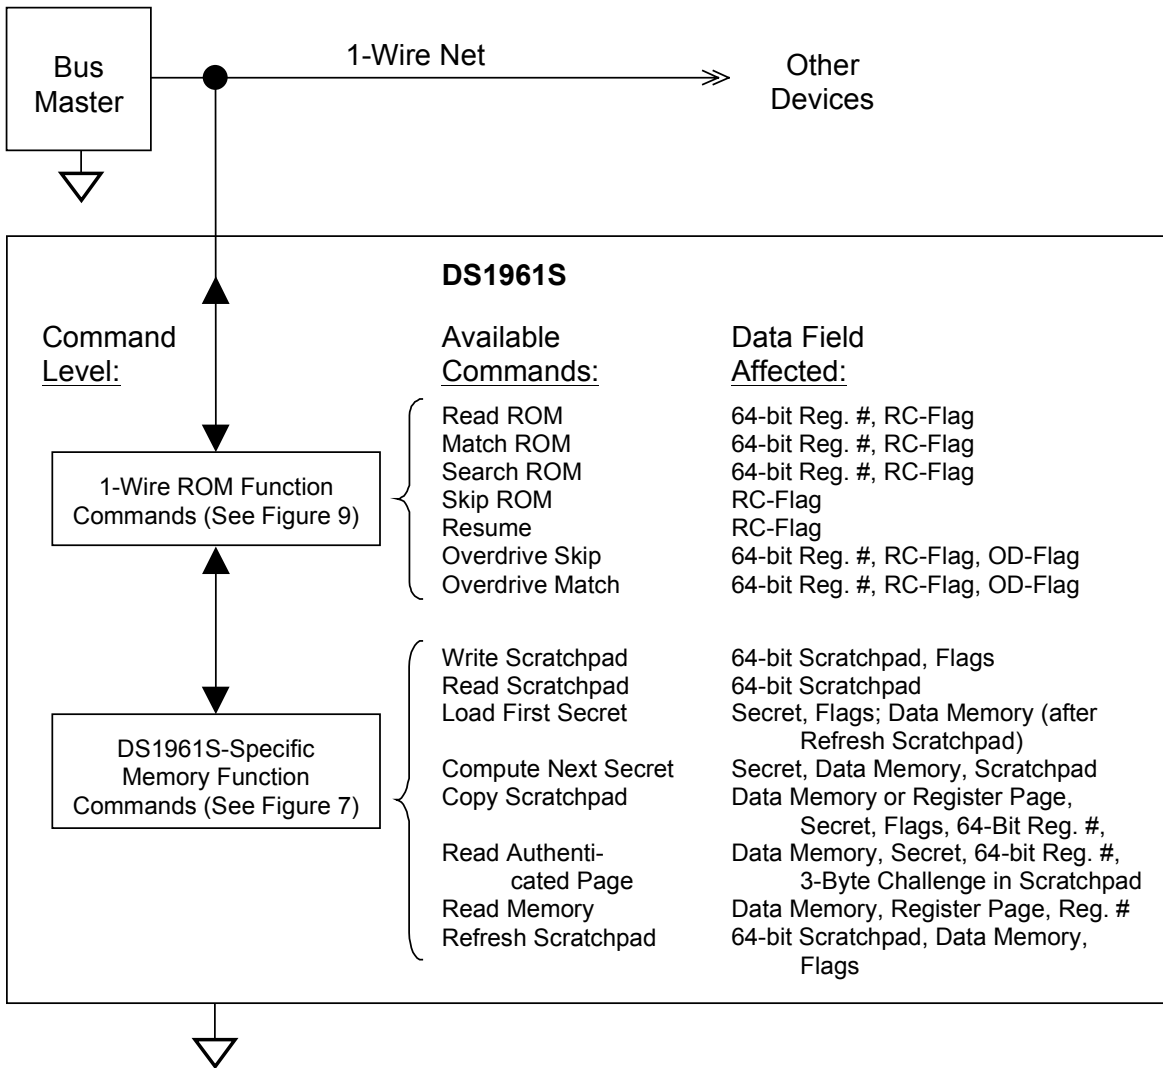 Bus
Master
1-Wire Net
Other
Devices
DS1961S
Command
Level:
Available
Commands:
Data Field
Affected:
1-Wire ROM Function
Commands (See Figure 9)
Read ROM 64-bit Reg. #, RC-Flag
Match ROM 64-bit Reg. #, RC-Flag
Search ROM 64-bit Reg. #, RC-Flag
Skip ROM RC-Flag
Resume RC-Flag
Overdrive Skip 64-bit Reg. #, RC-Flag, OD-Flag
Overdrive Match 64-bit Reg. #, RC-Flag, OD-Flag
DS1961S-Specific
Memory Function
Commands (See Figure 7)
Write Scratchpad 64-bit Scratchpad, Flags
Read Scratchpad 64-bit Scratchpad
Load First Secret Secret, Flags; Data Memory (after
Refresh Scratchpad)
Compute Next Secret Secret, Data Memory, Scratchpad
Copy Scratchpad Data Memory or Register Page,
Secret, Flags, 64-Bit Reg. #,
Read Authenti- Data Memory, Secret, 64-bit Reg. #,
cated Page 3-Byte Challenge in Scratchpad
Read Memory Data Memory, Register Page, Reg. #
Refresh Scratchpad 64-bit Scratchpad, Data Memory,
Flags